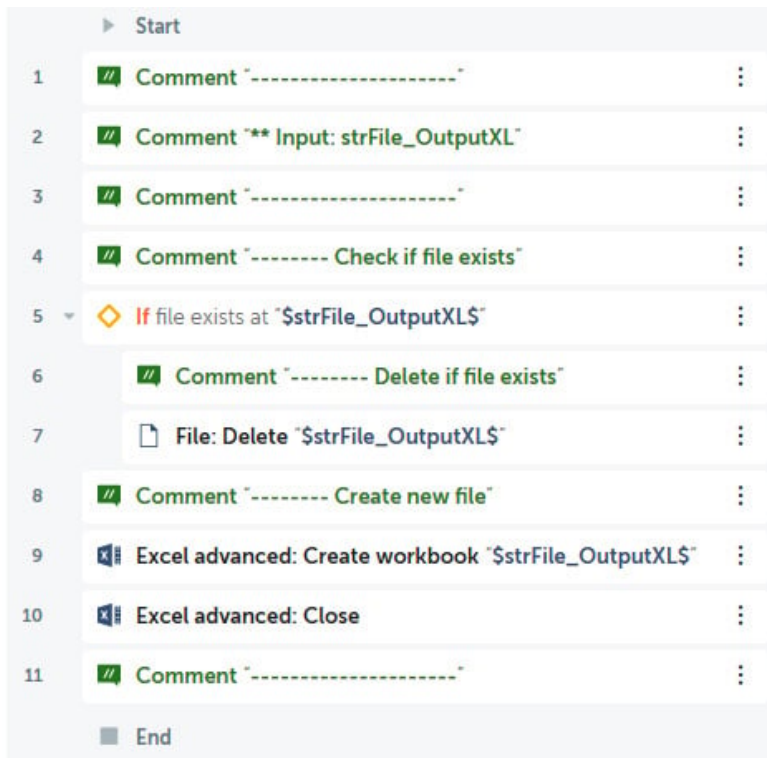 Start
1 Comment "---------------------"
2 Comment "** Input: strFile_OutputXL"
3 Comment "---------------------"
4 Comment "-------- Check if file exists"
5 If file exists at "$strFile_OutputXL$"
6 Comment "-------- Delete if file exists"
7 File: Delete "$strFile_OutputXL$"
8 Comment "-------- Create new file"
9 Excel advanced: Create workbook "$strFile_OutputXL$"
10 Excel advanced: Close
11 Comment "---------------------"
End